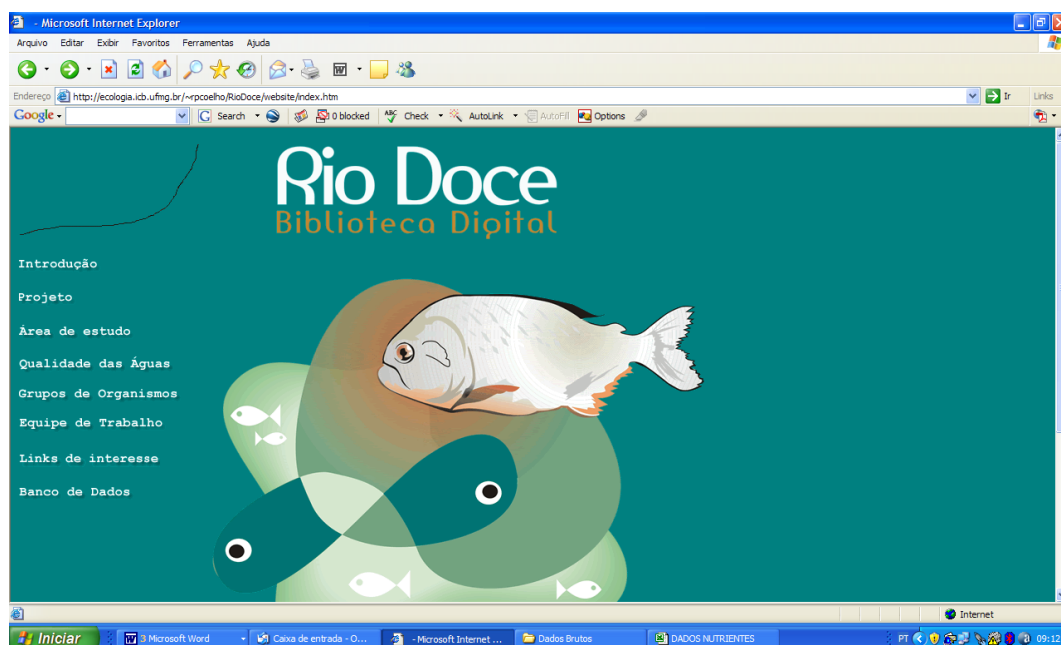 - Microsoft Internet Explorer
Arquivo Editar Exibir Favoritos Ferramentas Ajuda
Endereço http://ecologia.icb.ufmg.br/~rpcoelho/RioDoce/website/index.htm Ir Links
Google Search 0 blocked ABC Check AutoLink AutoFill Options
Rio Doce
Biblioteca Digital
Introdução
Projeto
Área de estudo
Qualidade das Águas
Grupos de Organismos
Equipe de Trabalho
Links de interesse
Banco de Dados
Internet
Iniciar 3 Microsoft Word Caixa de entrada - O... - Microsoft Internet ... Dados Brutos DADOS NUTRIENTES PT 09:12